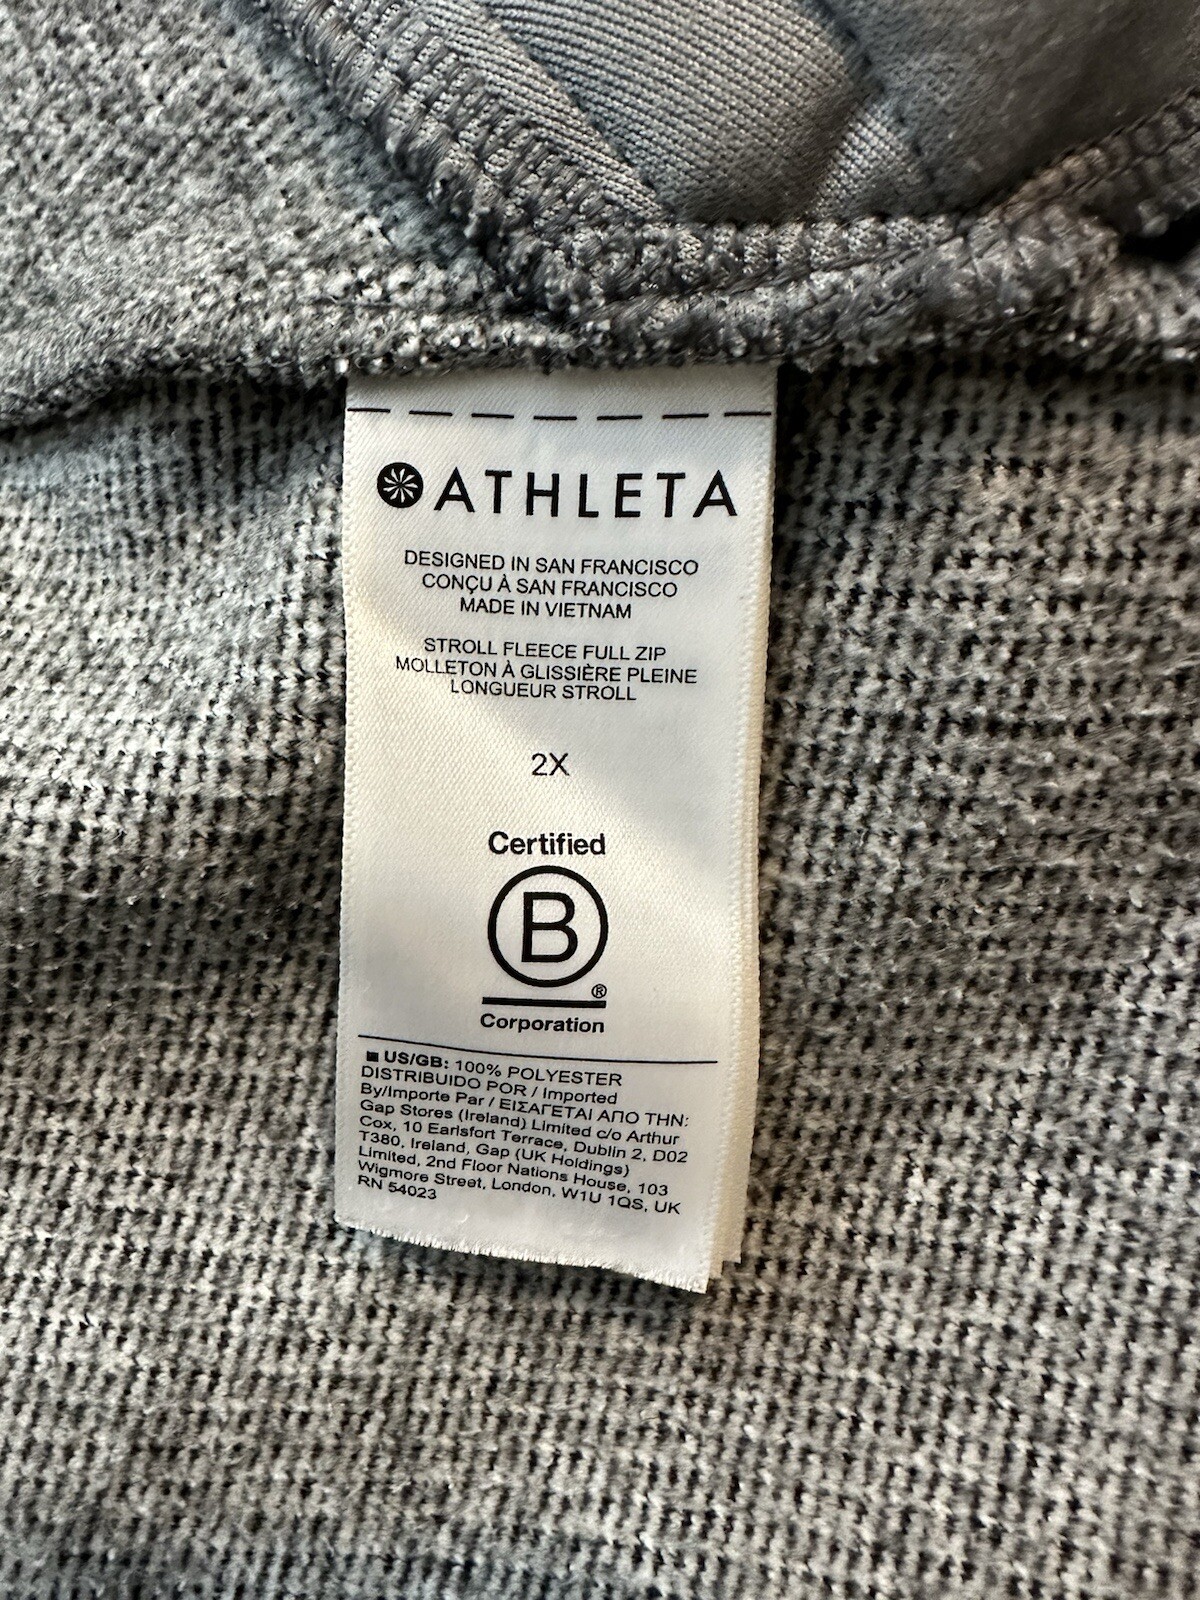 ATHLETA
DESIGNED IN SAN FRANCISCO
CONÇU À SAN FRANCISCO
MADE IN VIETNAM
STROLL FLEECE FULL ZIP
MOLLETON À GLISSIÈRE PLEINE
LONGUEUR STROLL
2X
Certified
B
®
Corporation
US/GB: 100% POLYESTER
DISTRIBUIDO POR / Imported
By/Importe Par / ΕΙΣΑΓΕΤΑΙ ΑΠΟ ΤΗΝ:
Gap Stores (Ireland) Limited c/o Arthur
Cox, 10 Earlsfort Terrace, Dublin 2, D02
T380, Ireland, Gap (UK Holdings)
Limited, 2nd Floor Nations House, 103
Wigmore Street, London, W1U 1QS, UK
RN 54023